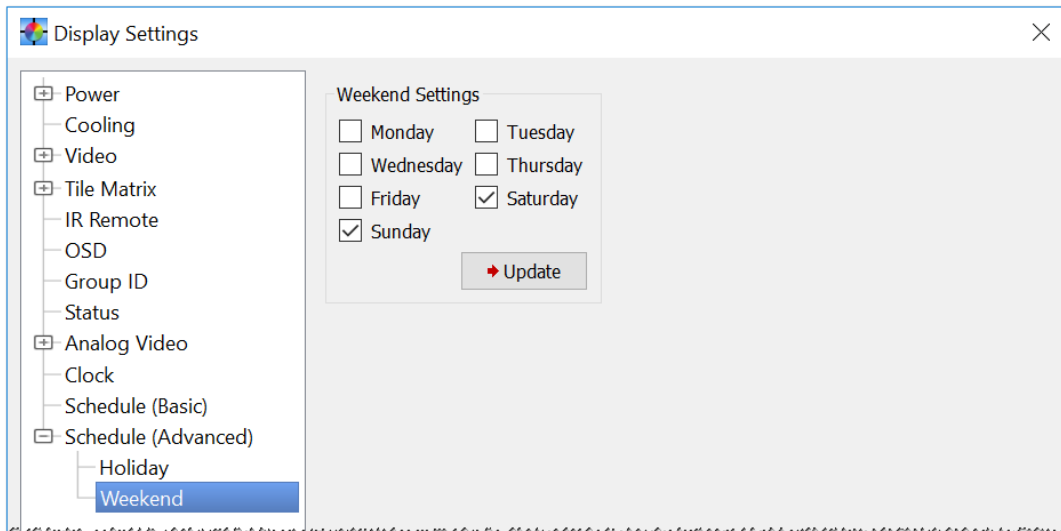 Display Settings
Power
Cooling
Video
Tile Matrix
IR Remote
OSD
Group ID
Status
Analog Video
Clock
Schedule (Basic)
Schedule (Advanced)
Holiday
Weekend
Weekend Settings
Monday Tuesday
Wednesday Thursday
Friday Saturday
Sunday
Update